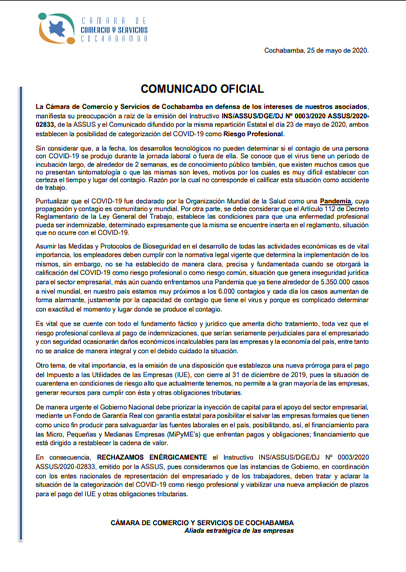 CÁMARA DE
COMERCIO Y SERVICIOS
COCHABAMBA
Cochabamba, 25 de mayo de 2020.
COMUNICADO OFICIAL
La Cámara de Comercio y Servicios de Cochabamba en defensa de los intereses de nuestros asociados,
manifiesta su preocupación a raíz de la emisión del Instructivo INS/ASSUS/DGE/DJ Nº 0003/2020 ASSUS/2020-
02833, de la ASSUS y el Comunicado difundido por la misma repartición Estatal el día 23 de mayo de 2020, ambos
establecen la posibilidad de categorización del COVID-19 como Riesgo Profesional.
Sin considerar que, a la fecha, los desarrollos tecnológicos no pueden determinar si el contagio de una persona
con COVID-19 se produjo durante la jornada laboral o fuera de ella. Se conoce que el virus tiene un período de
incubación largo, de alrededor de 2 semanas, es de conocimiento público también, que existen muchos casos que
no presentan sintomatología o que las mismas son leves, motivos por los cuales es muy difícil establecer con
certeza el tiempo y lugar del contagio. Razón por la cual no corresponde el calificar esta situación como accidente
de trabajo.
Puntualizar que el COVID-19 fue declarado por la Organización Mundial de la Salud como una Pandemia, cuya
propagación y contagio es comunitario y mundial. Por otra parte, se debe considerar que el Artículo 112 de Decreto
Reglamentario de la Ley General del Trabajo, establece las condiciones para que una enfermedad profesional
pueda ser indemnizable, determinado expresamente que la misma se encuentre inserta en el reglamento, situación
que no ocurre con el COVID-19.
Asumir las Medidas y Protocolos de Bioseguridad en el desarrollo de todas las actividades económicas es de vital
importancia, los empleadores deben cumplir con la normativa legal vigente que determina la implementación de los
mismos, sin embargo, no se ha establecido de manera clara, precisa y fundamentada cuando se otorgará la
calificación del COVID-19 como riesgo profesional o como riesgo común, situación que genera inseguridad jurídica
para el sector empresarial, más aún cuando enfrentamos una Pandemia que ya tiene alrededor de 5.350.000 casos
a nivel mundial, en nuestro país estamos muy próximos a los 6.000 contagios y cada día los casos aumentan de
forma alarmante, justamente por la capacidad de contagio que tiene el virus y porque es complicado determinar
con exactitud el momento y lugar donde se produce el contagio.
Es vital que se cuente con todo el fundamento fáctico y jurídico que amerita dicho tratamiento, toda vez que el
riesgo profesional conlleva al pago de indemnizaciones, que serían seriamente perjudiciales para el empresariado
y con seguridad ocasionarán daños económicos incalculables para las empresas y la economía del país, entre tanto
no se analice de manera integral y con el debido cuidado la situación.
Otro tema, de vital importancia, es la emisión de una disposición que establezca una nueva prórroga para el pago
del Impuesto a las Utilidades de las Empresas (IUE), con cierre al 31 de diciembre de 2019, pues la situación de
cuarentena en condiciones de riesgo alto que actualmente tenemos, no permite a la gran mayoría de las empresas,
generar recursos para cumplir con ésta y otras obligaciones tributarias.
De manera urgente el Gobierno Nacional debe priorizar la inyección de capital para el apoyo del sector empresarial,
mediante un Fondo de Garantía Real con garantía estatal para posibilitar el salvar las empresas formales que tienen
como único fin producir para salvaguardar las fuentes laborales en el país, posibilitando, así, el financiamiento para
las Micro, Pequeñas y Medianas Empresas (MiPyME's) que enfrentan pagos y obligaciones; financiamiento que
está dirigido a restablecer la cadena de valor.
En consecuencia, RECHAZAMOS ENÉRGICAMENTE el Instructivo INS/ASSUS/DGE/DJ Nº 0003/2020
ASSUS/2020-02833, emitido por la ASSUS, pues consideramos que las instancias de Gobierno, en coordinación
con los entes nacionales de representación del empresariado y de los trabajadores, deben tratar y aclarar la
situación de la categorización del COVID-19 como riesgo profesional y viabilizar una nueva ampliación de plazos
para el pago del IUE y otras obligaciones tributarias.
CÁMARA DE COMERCIO Y SERVICIOS DE COCHABAMBA
Aliada estratégica de las empresas